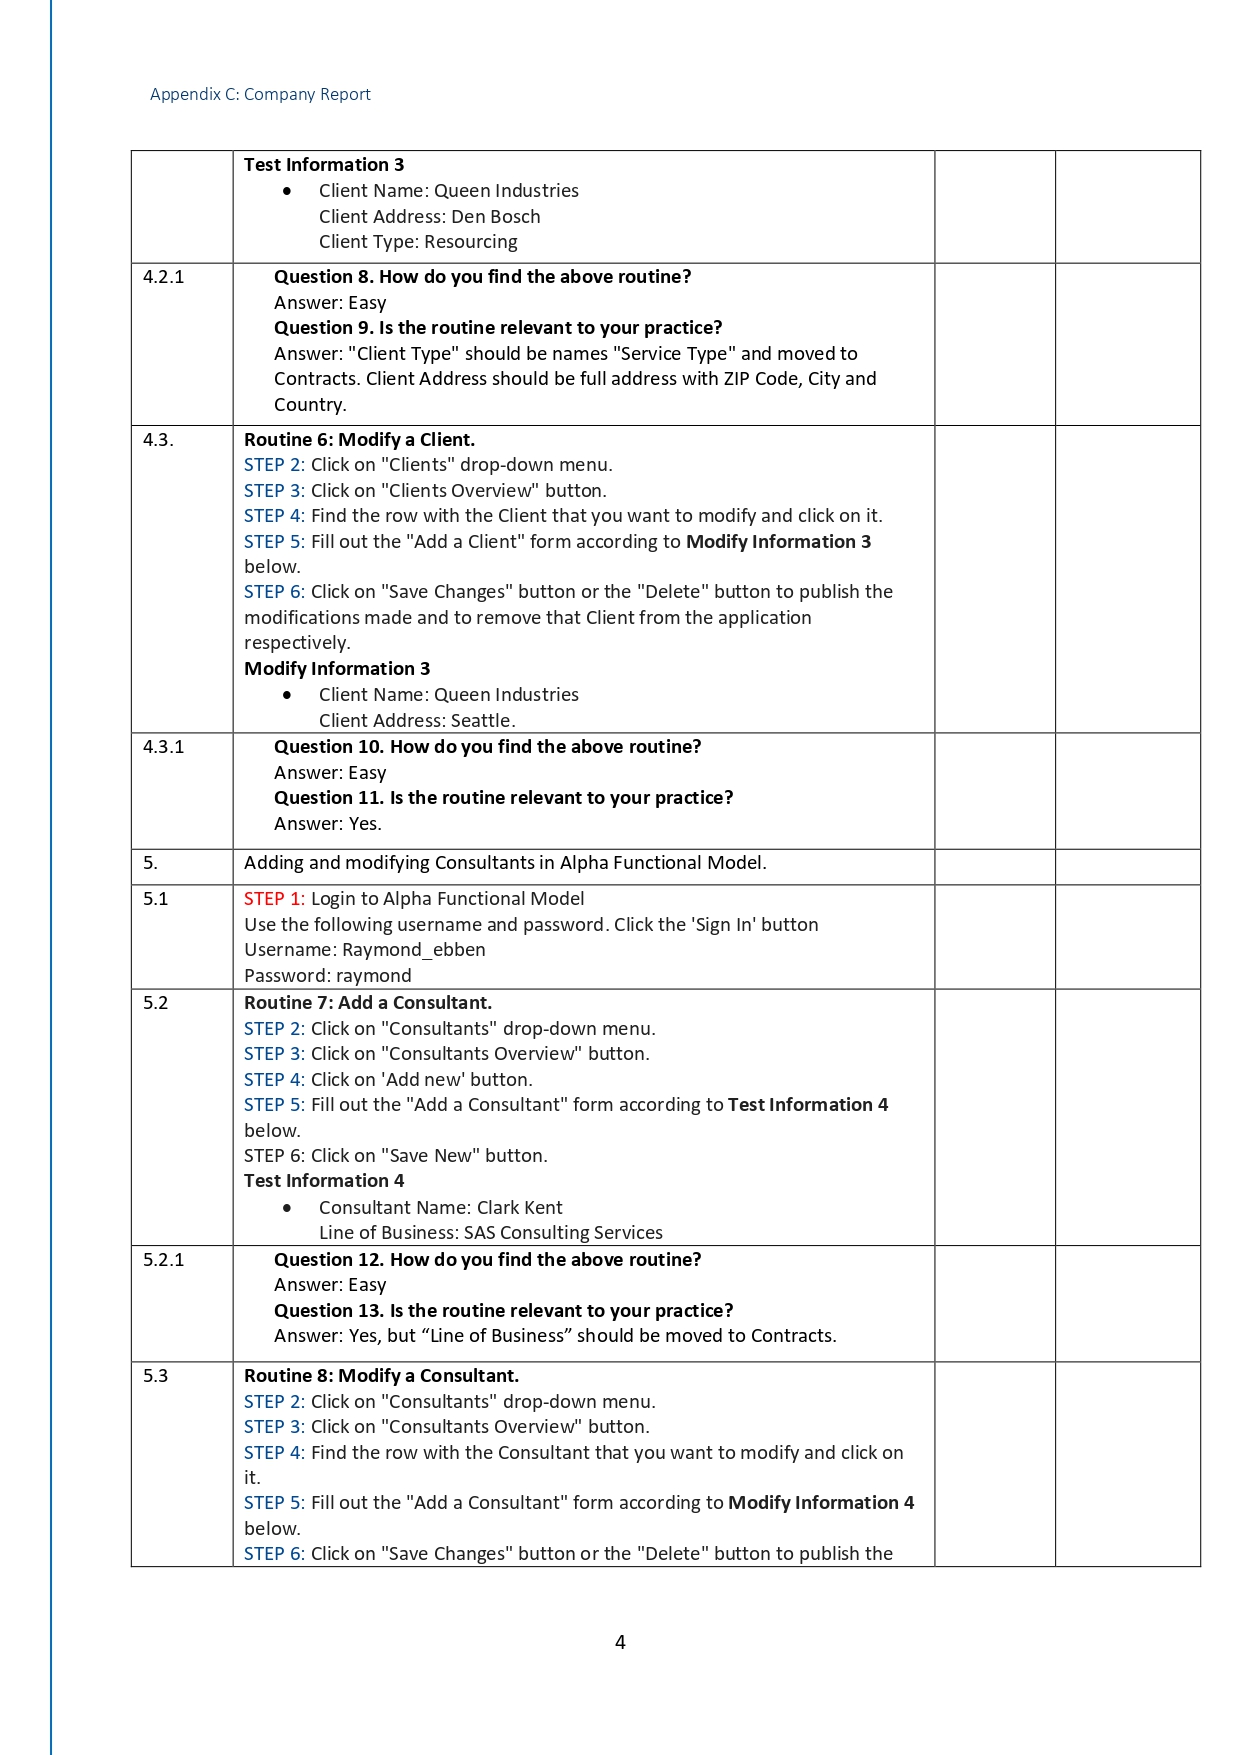 Appendix C: Company Report
Test Information 3
● Client Name: Queen Industries
Client Address: Den Bosch
Client Type: Resourcing
4.2.1
Question 8. How do you find the above routine?
Answer: Easy
Question 9. Is the routine relevant to your practice?
Answer: "Client Type" should be names "Service Type" and moved to
Contracts. Client Address should be full address with ZIP Code, City and
Country.
4.3.
Routine 6: Modify a Client.
STEP 2: Click on "Clients" drop-down menu.
STEP 3: Click on "Clients Overview" button.
STEP 4: Find the row with the Client that you want to modify and click on it.
STEP 5: Fill out the "Add a Client" form according to Modify Information 3
below.
STEP 6: Click on "Save Changes" button or the "Delete" button to publish the
modifications made and to remove that Client from the application
respectively.
Modify Information 3
● Client Name: Queen Industries
Client Address: Seattle.
4.3.1
Question 10. How do you find the above routine?
Answer: Easy
Question 11. Is the routine relevant to your practice?
Answer: Yes.
5.
Adding and modifying Consultants in Alpha Functional Model.
5.1
STEP 1: Login to Alpha Functional Model
Use the following username and password. Click the 'Sign In' button
Username: Raymond_ebben
Password: raymond
5.2
Routine 7: Add a Consultant.
STEP 2: Click on "Consultants" drop-down menu.
STEP 3: Click on "Consultants Overview" button.
STEP 4: Click on 'Add new' button.
STEP 5: Fill out the "Add a Consultant" form according to Test Information 4
below.
STEP 6: Click on "Save New" button.
Test Information 4
● Consultant Name: Clark Kent
Line of Business: SAS Consulting Services
5.2.1
Question 12. How do you find the above routine?
Answer: Easy
Question 13. Is the routine relevant to your practice?
Answer: Yes, but “Line of Business” should be moved to Contracts.
5.3
Routine 8: Modify a Consultant.
STEP 2: Click on "Consultants" drop-down menu.
STEP 3: Click on "Consultants Overview" button.
STEP 4: Find the row with the Consultant that you want to modify and click on
it.
STEP 5: Fill out the "Add a Consultant" form according to Modify Information 4
below.
STEP 6: Click on "Save Changes" button or the "Delete" button to publish the
4